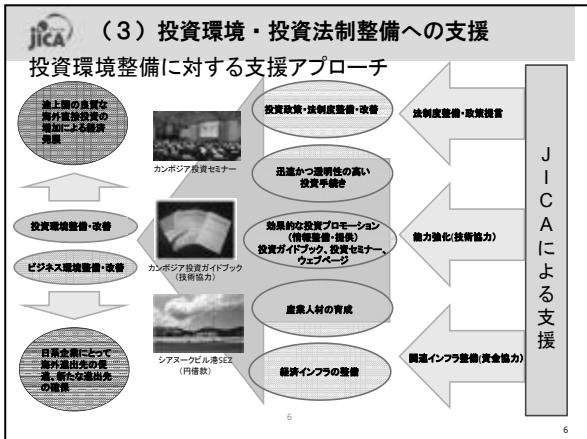 jICA
（3）投資環境・投資法制整備への支援
投資環境整備に対する支援アプローチ
途上国の良質な
海外直接投資の
増加による経済
発展
投資環境整備・改善
ビジネス環境整備・改善
日系企業にとって
海外進出先の促
進、新たな進出先
の確保
カンボジア投資セミナー
カンボジア投資ガイドブック
（技術協力）
シアヌークビル港SEZ
（円借款）
投資政策・法制度整備・改善
迅速かつ透明性の高い
投資手続き
効果的な投資プロモーション
（情報整備・提供）
投資ガイドブック、投資セミナー、
ウェブページ
産業人材の育成
経済インフラの整備
法制度整備・政策提言
能力強化(技術協力)
関連インフラ整備(資金協力)
JICAによる支援
6
6